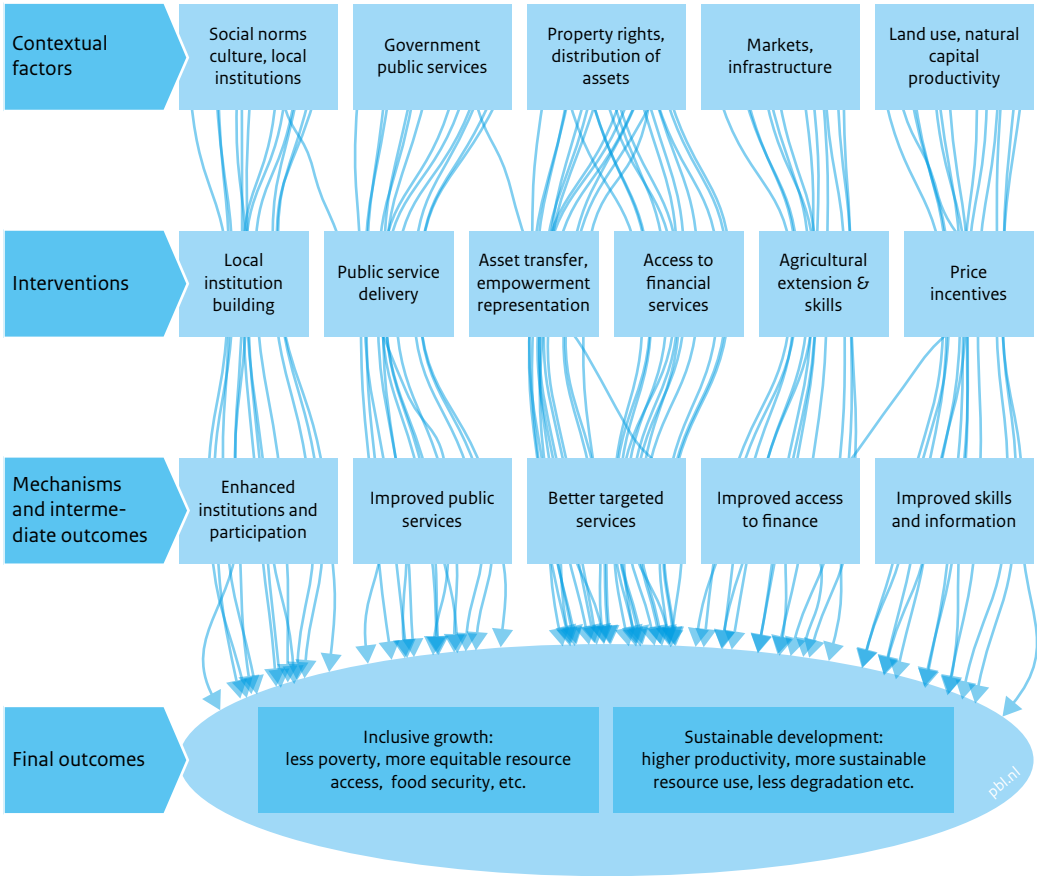 Contextual
factors
Social norms
culture, local
institutions
Government
public services
Property rights,
distribution of
assets
Markets,
infrastructure
Land use, natural
capital
productivity
Interventions
Local
institution
building
Public service
delivery
Asset transfer,
empowerment
representation
Access to
financial
services
Agricultural
extension &
skills
Price
incentives
Mechanisms
and interme-
diate outcomes
Enhanced
institutions and
participation
Improved public
services
Better targeted
services
Improved access
to finance
Improved skills
and information
Final outcomes
Inclusive growth:
less poverty, more equitable resource
access, food security, etc.
Sustainable development:
higher productivity, more sustainable
resource use, less degradation etc.
pbl.nl